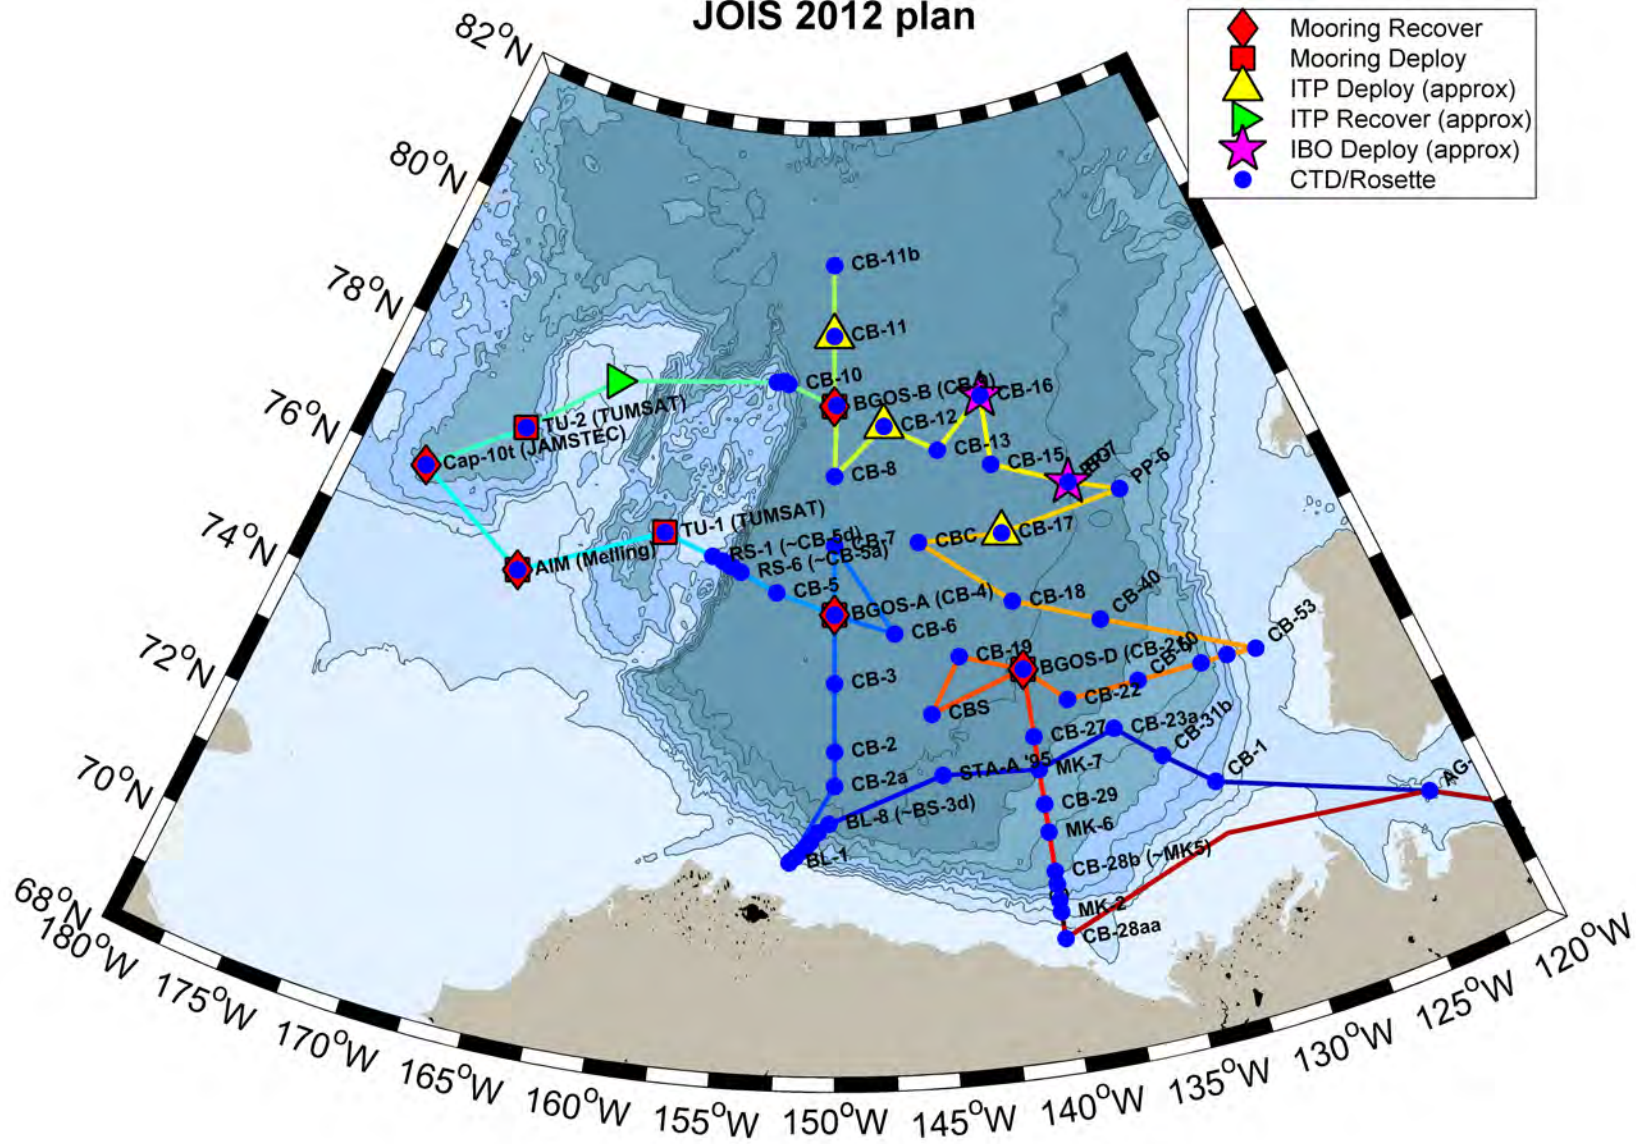 JOIS 2012 plan
Mooring Recover
Mooring Deploy
ITP Deploy (approx)
ITP Recover (approx)
IBO Deploy (approx)
CTD/Rosette
82°N
80°N
78°N
76°N
74°N
72°N
70°N
68°N
180°W
175°W
170°W
165°W
160°W
155°W
150°W
145°W
140°W
135°W
130°W
125°W
120°W
CB-11b
CB-11
CB-10
BGOS-B (CB-9)
CB-16
CB-12
CB-13
CB-15
CB-8
PP-6
TU-2 (TUMSAT)
Cap-10t (JAMSTEC)
TU-1 (TUMSAT)
AIM (Melling)
RS-1 (~CB-5d)
RS-6 (~CB-5a)
CB-7
CBC
CB-17
CB-5
BGOS-A (CB-4)
CB-6
CB-18
CB-40
CB-53
CB-19
BGOS-D (CB-21)
CB-50
CB-3
CBS
CB-22
CB-2
CB-27
CB-23a
CB-31b
CB-2a
STA-A '95
MK-7
CB-1
AG-
BL-8 (~BS-3d)
CB-29
MK-6
BL-1
CB-28b (~MK5)
MK-2
CB-28aa